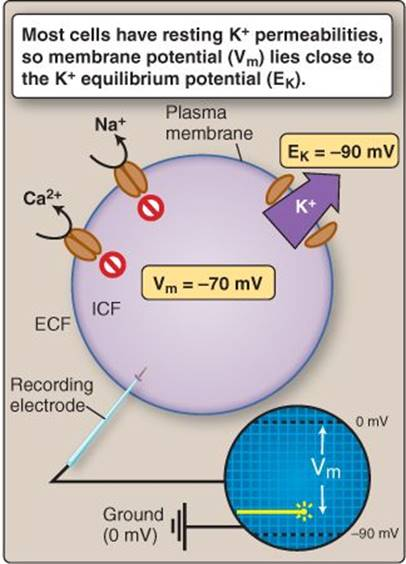 Most cells have resting K⁺ permeabilities,
so membrane potential (Vₘ) lies close to
the K⁺ equilibrium potential (Eₖ).
Plasma
membrane
Na⁺
Eₖ = –90 mV
K⁺
Ca²⁺
Vₘ = –70 mV
ICF
ECF
Recording
electrode
0 mV
Vₘ
Ground
(0 mV)
–90 mV